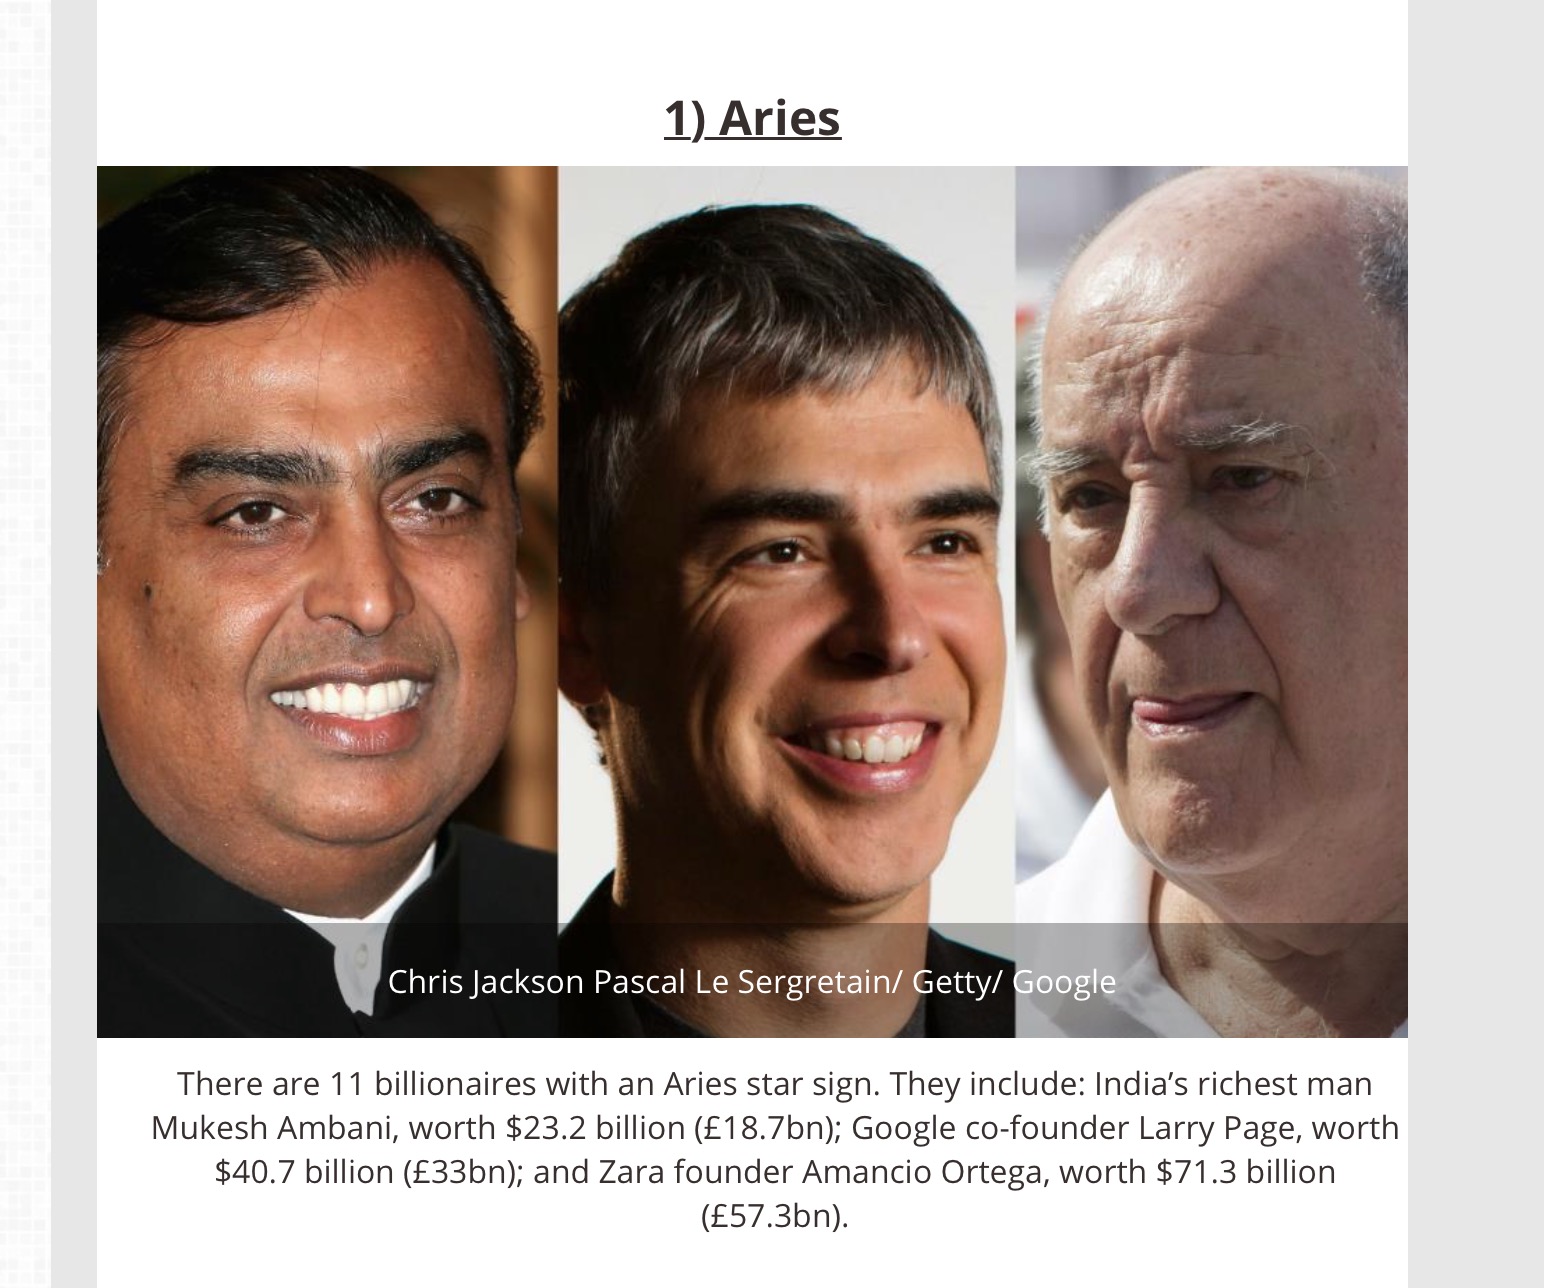 1) Aries
Chris Jackson Pascal Le Sergretain/ Getty/ Google
There are 11 billionaires with an Aries star sign. They include: India’s richest man
Mukesh Ambani, worth $23.2 billion (£18.7bn); Google co-founder Larry Page, worth
$40.7 billion (£33bn); and Zara founder Amancio Ortega, worth $71.3 billion
(£57.3bn).